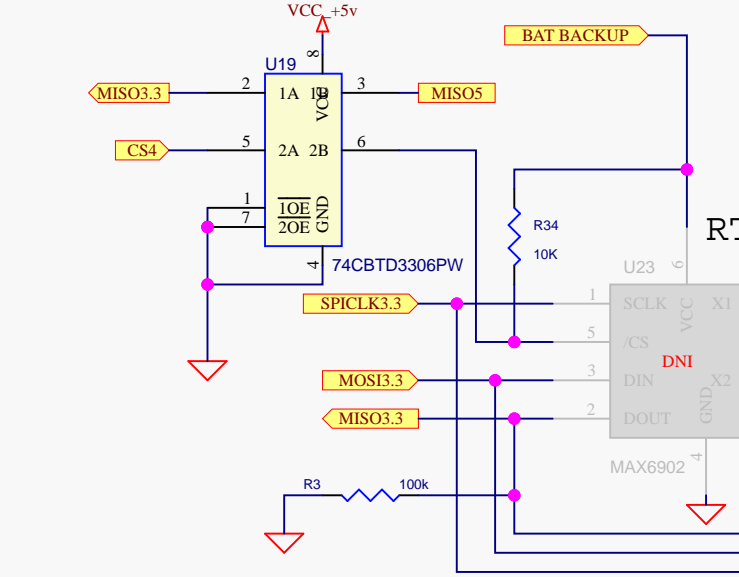 VCC_+5v
BAT BACKUP
8
U19
MISO3.3
2
1A
1B
VCC
3
MISO5
CS4
5
2A
2B
6
1
1OE
7
2OE
GND
4
74CBTD3306PW
R34
10K
RT
U23
6
SPICLK3.3
1
SCLK
VCC
X1
5
/CS
DNI
MOSI3.3
3
DIN
X2
MISO3.3
2
DOUT
GND
MAX6902
4
R3
100k